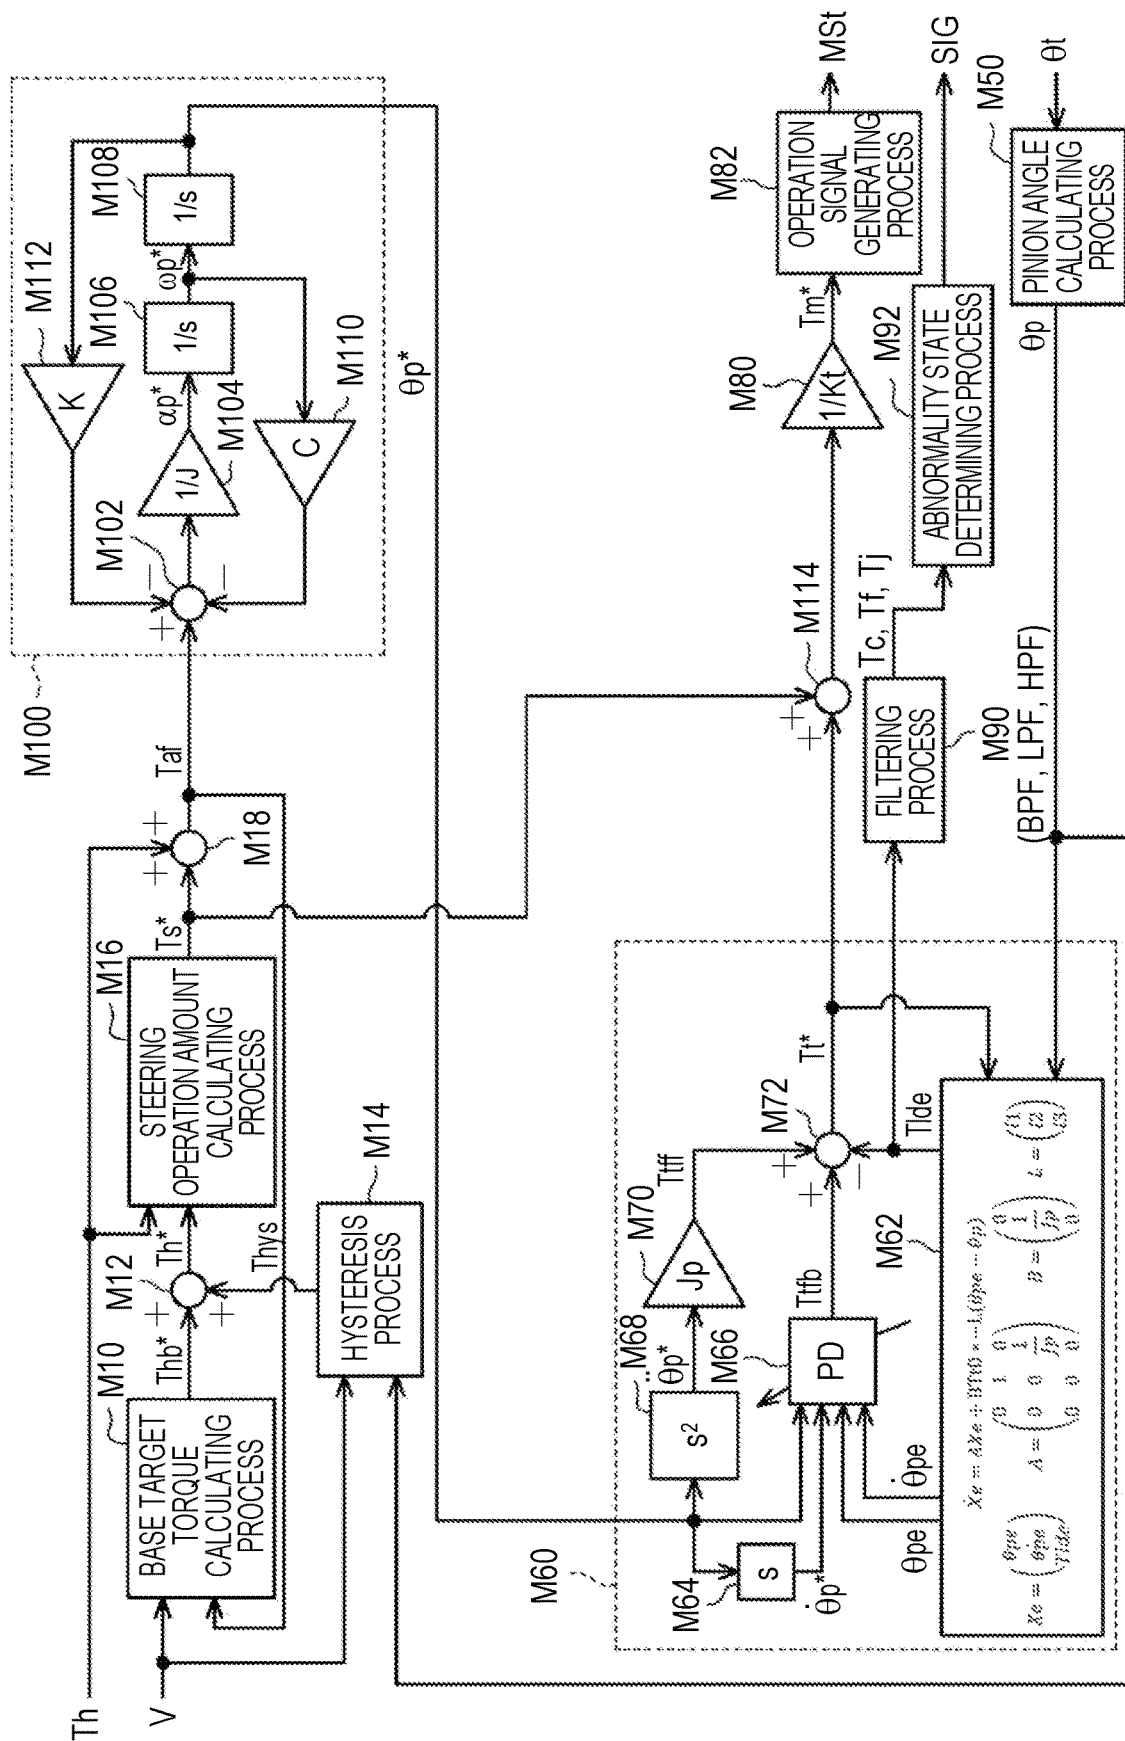 Th
V
M10
BASE TARGET
TORQUE
CALCULATING
PROCESS
Thb*
M12
+
+
Th*
Thys
M14
HYSTERESIS
PROCESS
M16
STEERING
OPERATION AMOUNT
CALCULATING
PROCESS
Ts*
+
+
M18
Taf
M100
+
−
−
M102
1/J
M104
αp*
M106
1/s
ωp*
M108
1/s
M112
K
M110
C
θp*
M60
M64
s
θ̇p*
M68
s²
θ̈p*
M70
Jp
Ttff
M66
PD
Ttfb
M72
+
+
−
Tt*
Tlde
θpe
θ̇pe
M62
A =
B =
L =
M114
+
+
M80
1/Kt
Tm*
M82
OPERATION
SIGNAL
GENERATING
PROCESS
MSt
M90
FILTERING
PROCESS
(BPF, LPF, HPF)
Tc, Tf, Tj
M92
ABNORMALITY STATE
DETERMINING PROCESS
SIG
M50
PINION ANGLE
CALCULATING
PROCESS
θp
θt